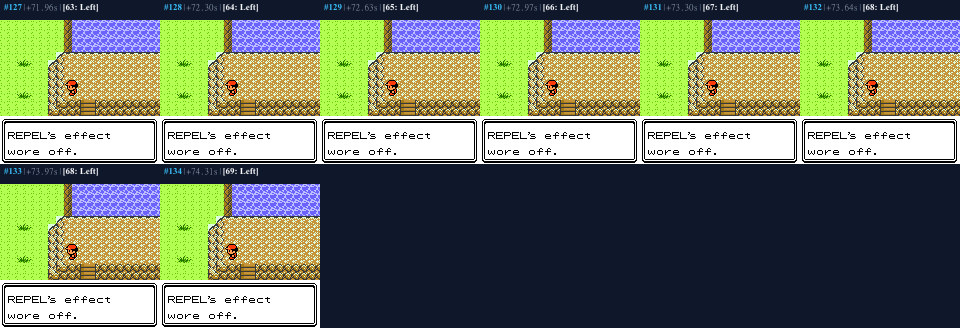 #127|+71.96s|[63: Left]
#128|+72.30s|[64: Left]
#129|+72.63s|[65: Left]
#130|+72.97s|[66: Left]
#131|+73.30s|[67: Left]
#132|+73.64s|[68: Left]
REPEL's effect
wore off.
REPEL's effect
wore off.
REPEL's effect
wore off.
REPEL's effect
wore off.
REPEL's effect
wore off.
REPEL's effect
wore off.
#133|+73.97s|[68: Left]
#134|+74.31s|[69: Left]
REPEL's effect
wore off.
REPEL's effect
wore off.